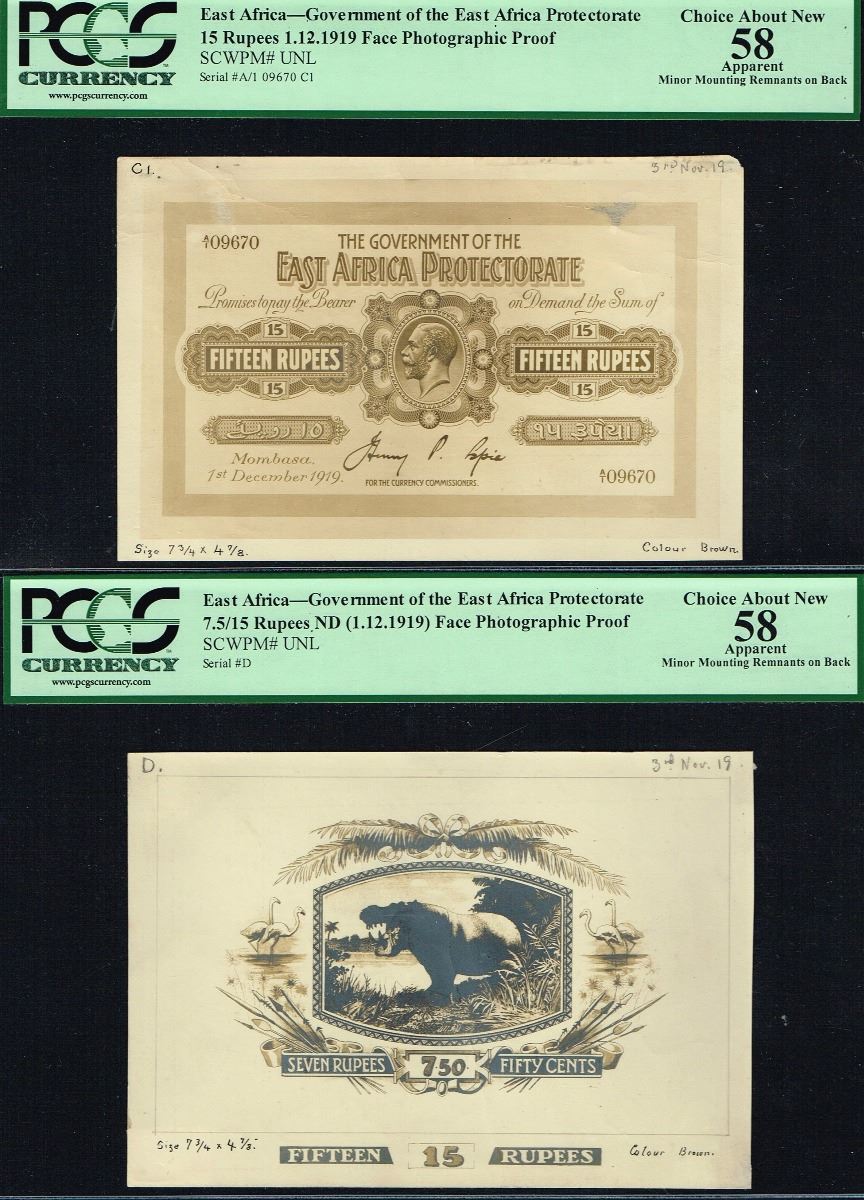 PCGS
CURRENCY
www.pcgscurrency.com
East Africa—Government of the East Africa Protectorate
15 Rupees 1.12.1919 Face Photographic Proof
SCWPM# UNL
Serial #A/1 09670 C1
Choice About New
58
Apparent
Minor Mounting Remnants on Back
C1.
3rd Nov. 19.
A/1 09670
THE GOVERNMENT OF THE
EAST AFRICA PROTECTORATE
Promises to pay the Bearer on Demand the Sum of
15 15
FIFTEEN RUPEES FIFTEEN RUPEES
15 15
૧૫ રૂપૈયા
Mombasa,
1st December 1919.
FOR THE CURRENCY COMMISSIONERS.
A/1 09670
Size 7 3/4 x 4 7/8.
Colour Brown.
PCGS
CURRENCY
www.pcgscurrency.com
East Africa—Government of the East Africa Protectorate
7.5/15 Rupees ND (1.12.1919) Face Photographic Proof
SCWPM# UNL
Serial #D
Choice About New
58
Apparent
Minor Mounting Remnants on Back
D.
3rd Nov. 19.
SEVEN RUPEES 7.50 FIFTY CENTS
Size 7 3/4 x 4 7/8.
FIFTEEN 15 RUPEES
Colour Brown.